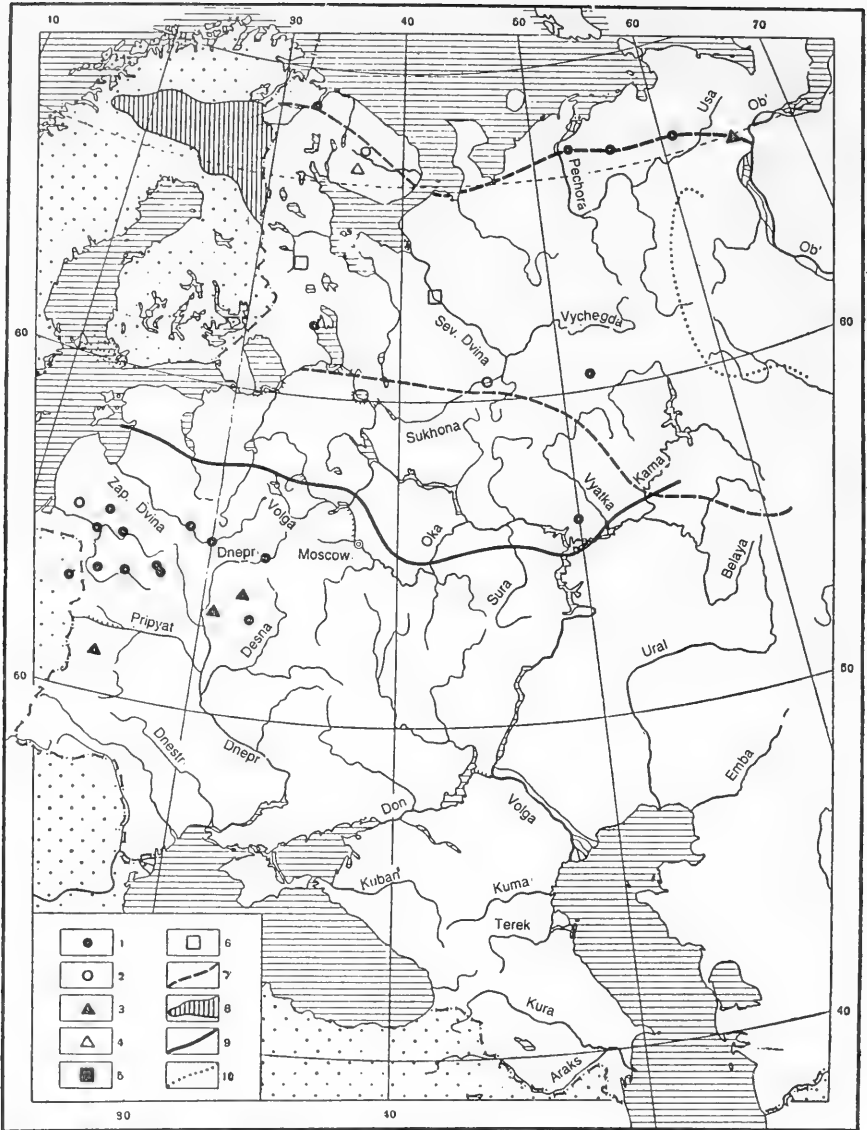 10
30
40
50
60
70
Usa
Ob'
Pechora
Ob'
60
60
Sev. Dvina
Vychegda
Sukhona
Kama
Vyatka
Zap. Dvina
Volga
Oka
Dnepr
Moscow
Sura
Belaya
Pripyat
Desna
Ural
60
50
Dnestr
Dnepr
Emba
Don
Volga
Kuban'
Kuma
Terek
Kura
Araks
40
1
2
3
4
5
6
7
8
9
10
30
40
60